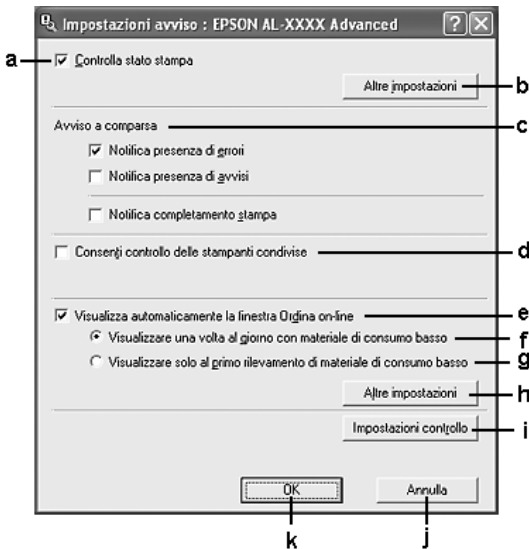 Impostazioni avviso : EPSON AL-XXXX Advanced
a
Controlla stato stampa
Altre impostazioni
b
Avviso a comparsa
c
Notifica presenza di errori
Notifica presenza di avvisi
Notifica completamento stampa
Consenti controllo delle stampanti condivise
d
Visualizza automaticamente la finestra Ordina on-line
e
Visualizzare una volta al giorno con materiale di consumo basso
f
Visualizzare solo al primo rilevamento di materiale di consumo basso
g
Altre impostazioni
h
Impostazioni controllo
i
OK
Annulla
k
j